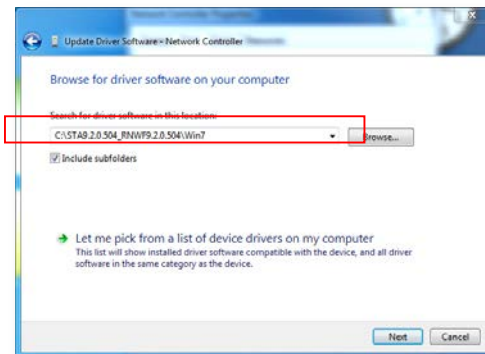 Update Driver Software - Network Controller
Browse for driver software on your computer
Search for driver software in this location:
C:\STA9.2.0.504_RNWF9.2.0.504\Win7
Browse...
Include subfolders
Let me pick from a list of device drivers on my computer
This list will show installed driver software compatible with the device, and all driver
software in the same category as the device.
Next
Cancel